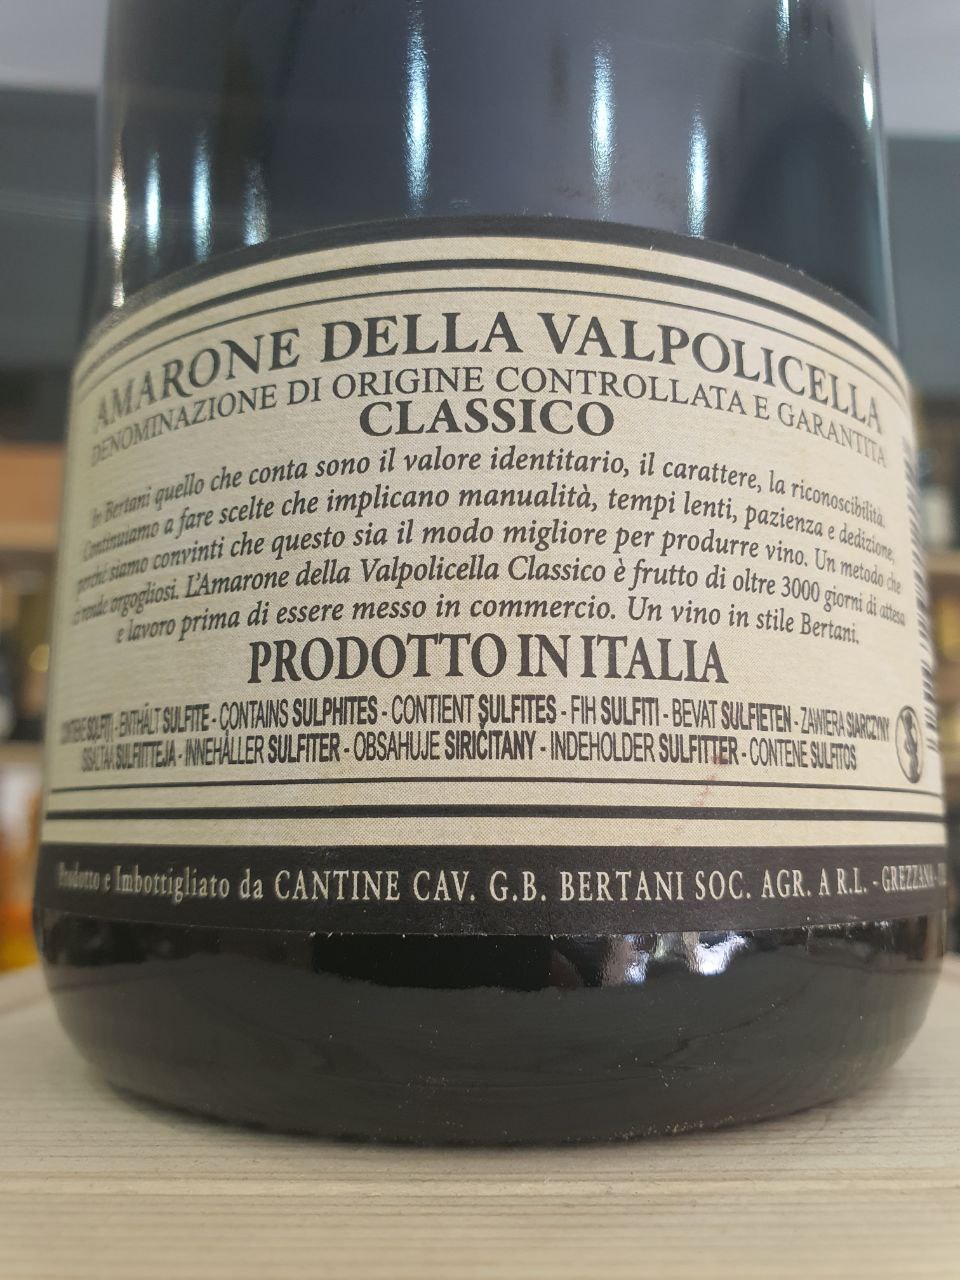 AMARONE DELLA VALPOLICELLA
DENOMINAZIONE DI ORIGINE CONTROLLATA E GARANTITA
CLASSICO
In Bertani quello che conta sono il valore identitario, il carattere, la riconoscibilità.
Continuiamo a fare scelte che implicano manualità, tempi lenti, pazienza e dedizione,
perché siamo convinti che questo sia il modo migliore per produrre vino. Un metodo che
ci rende orgogliosi. L'Amarone della Valpolicella Classico è frutto di oltre 3000 giorni di attesa
e lavoro prima di essere messo in commercio. Un vino in stile Bertani.
PRODOTTO IN ITALIA
CONTIENE SOLFITI - ENTHÄLT SULFITE - CONTAINS SULPHITES - CONTIENT SULFITES - FIH SULFITI - BEVAT SULFIETEN - ZAWIERA SIARCZYNY
SISÄLTÄÄ SULFIITTEJA - INNEHÅLLER SULFITER - OBSAHUJE SIRIČITANY - INDEHOLDER SULFITTER - CONTENE SULFITOS
Prodotto e Imbottigliato da CANTINE CAV. G.B. BERTANI SOC. AGR. A R.L. - GREZZANA -